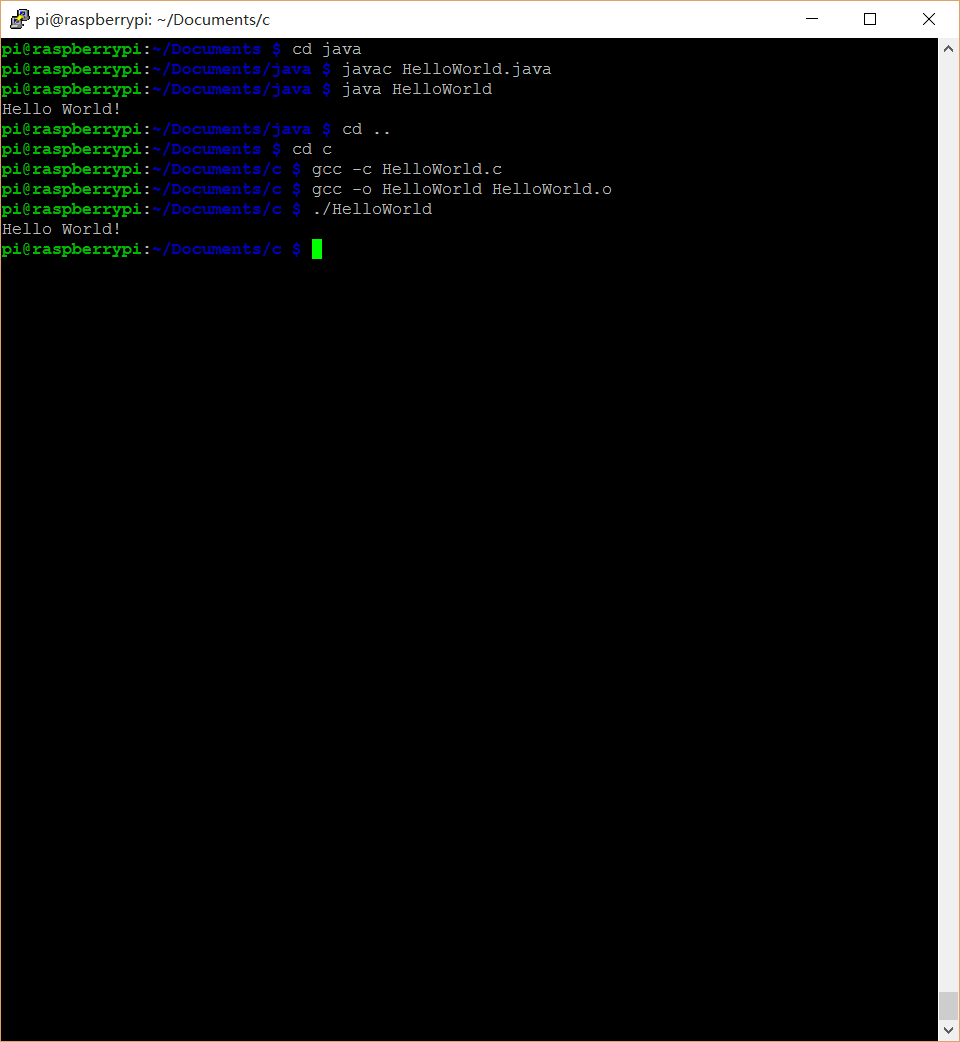 pi@raspberrypi: ~/Documents/c
pi@raspberrypi:~/Documents $ cd java
pi@raspberrypi:~/Documents/java $ javac HelloWorld.java
pi@raspberrypi:~/Documents/java $ java HelloWorld
Hello World!
pi@raspberrypi:~/Documents/java $ cd ..
pi@raspberrypi:~/Documents $ cd c
pi@raspberrypi:~/Documents/c $ gcc -c HelloWorld.c
pi@raspberrypi:~/Documents/c $ gcc -o HelloWorld HelloWorld.o
pi@raspberrypi:~/Documents/c $ ./HelloWorld
Hello World!
pi@raspberrypi:~/Documents/c $